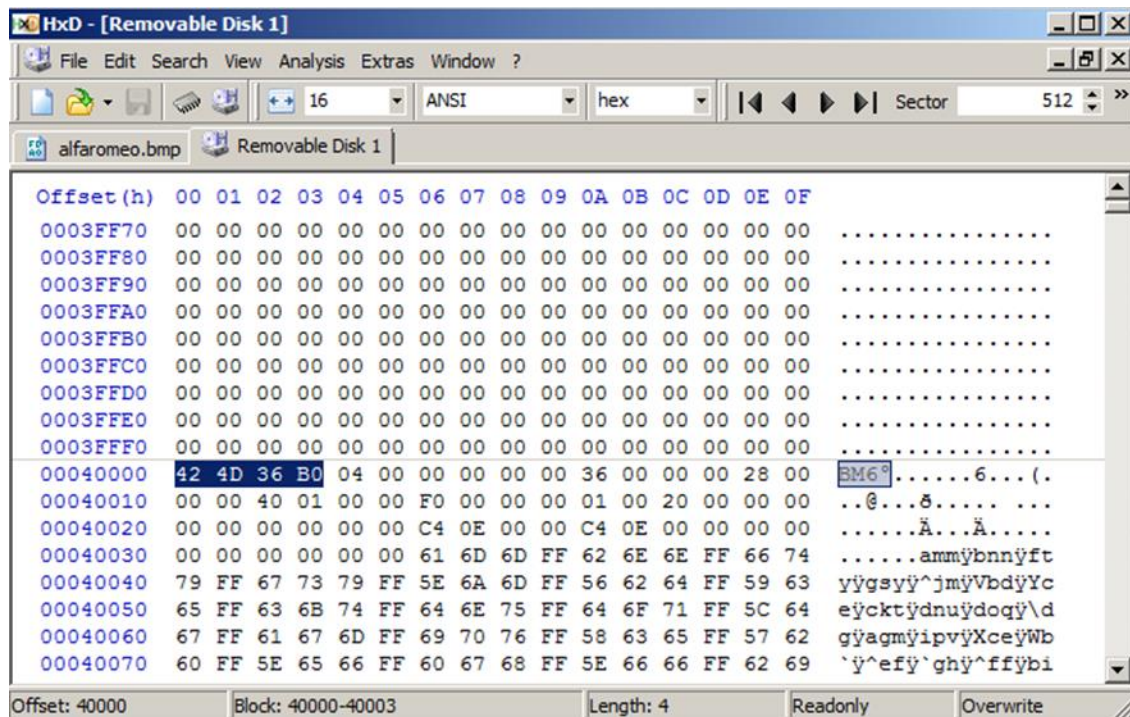 HxD - [Removable Disk 1]
File Edit Search View Analysis Extras Window ?
16 ANSI hex Sector 512 »
alfaromeo.bmp Removable Disk 1
Offset(h) 00 01 02 03 04 05 06 07 08 09 0A 0B 0C 0D 0E 0F
0003FF70 00 00 00 00 00 00 00 00 00 00 00 00 00 00 00 00 ................
0003FF80 00 00 00 00 00 00 00 00 00 00 00 00 00 00 00 00 ................
0003FF90 00 00 00 00 00 00 00 00 00 00 00 00 00 00 00 00 ................
0003FFA0 00 00 00 00 00 00 00 00 00 00 00 00 00 00 00 00 ................
0003FFB0 00 00 00 00 00 00 00 00 00 00 00 00 00 00 00 00 ................
0003FFC0 00 00 00 00 00 00 00 00 00 00 00 00 00 00 00 00 ................
0003FFD0 00 00 00 00 00 00 00 00 00 00 00 00 00 00 00 00 ................
0003FFE0 00 00 00 00 00 00 00 00 00 00 00 00 00 00 00 00 ................
0003FFF0 00 00 00 00 00 00 00 00 00 00 00 00 00 00 00 00 ................
00040000 42 4D 36 B0 04 00 00 00 00 00 36 00 00 00 28 00 BM6°......6...(.
00040010 00 00 40 01 00 00 F0 00 00 00 01 00 20 00 00 00 ..@...ð..... ...
00040020 00 00 00 00 00 00 C4 0E 00 00 C4 0E 00 00 00 00 ......Ä...Ä.....
00040030 00 00 00 00 00 00 61 6D 6D FF 62 6E 6E FF 66 74 ......ammÿbnnÿft
00040040 79 FF 67 73 79 FF 5E 6A 6D FF 56 62 64 FF 59 63 yÿgsyÿ^jmÿVbdÿYc
00040050 65 FF 63 6B 74 FF 64 6E 75 FF 64 6F 71 FF 5C 64 eÿcktÿdnuÿdoqÿ\d
00040060 67 FF 61 67 6D FF 69 70 76 FF 58 63 65 FF 57 62 gÿagmÿipvÿXceÿWb
00040070 60 FF 5E 65 66 FF 60 67 68 FF 5E 66 66 FF 62 69 `ÿ^efÿ`ghÿ^ffÿbi
Offset: 40000 Block: 40000-40003 Length: 4 Readonly Overwrite